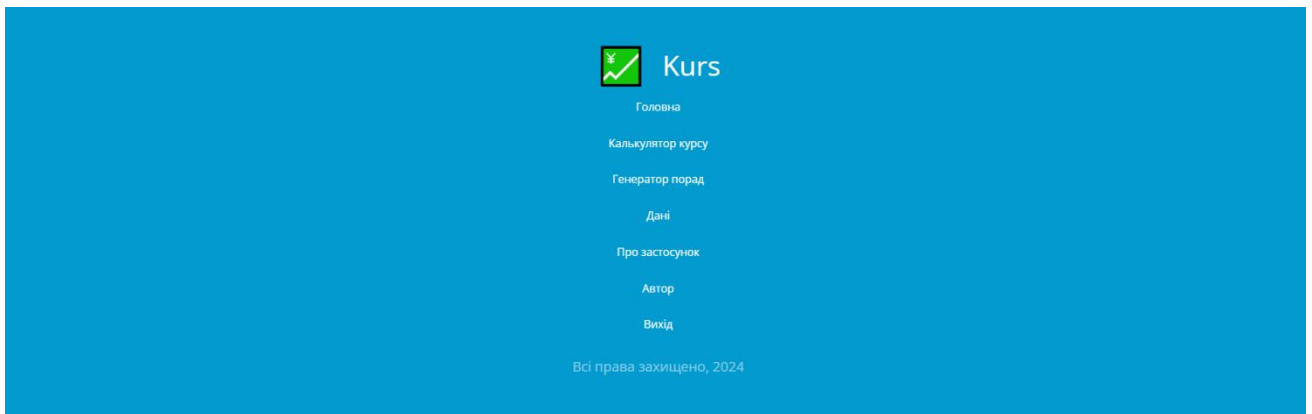 ¥ Kurs
Головна
Калькулятор курсу
Генератор порад
Дані
Про застосунок
Автор
Вихід
Всі права захищено, 2024